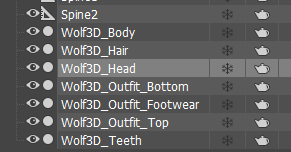 Spine2
Wolf3D_Body
Wolf3D_Hair
Wolf3D_Head
Wolf3D_Outfit_Bottom
Wolf3D_Outfit_Footwear
Wolf3D_Outfit_Top
Wolf3D_Teeth